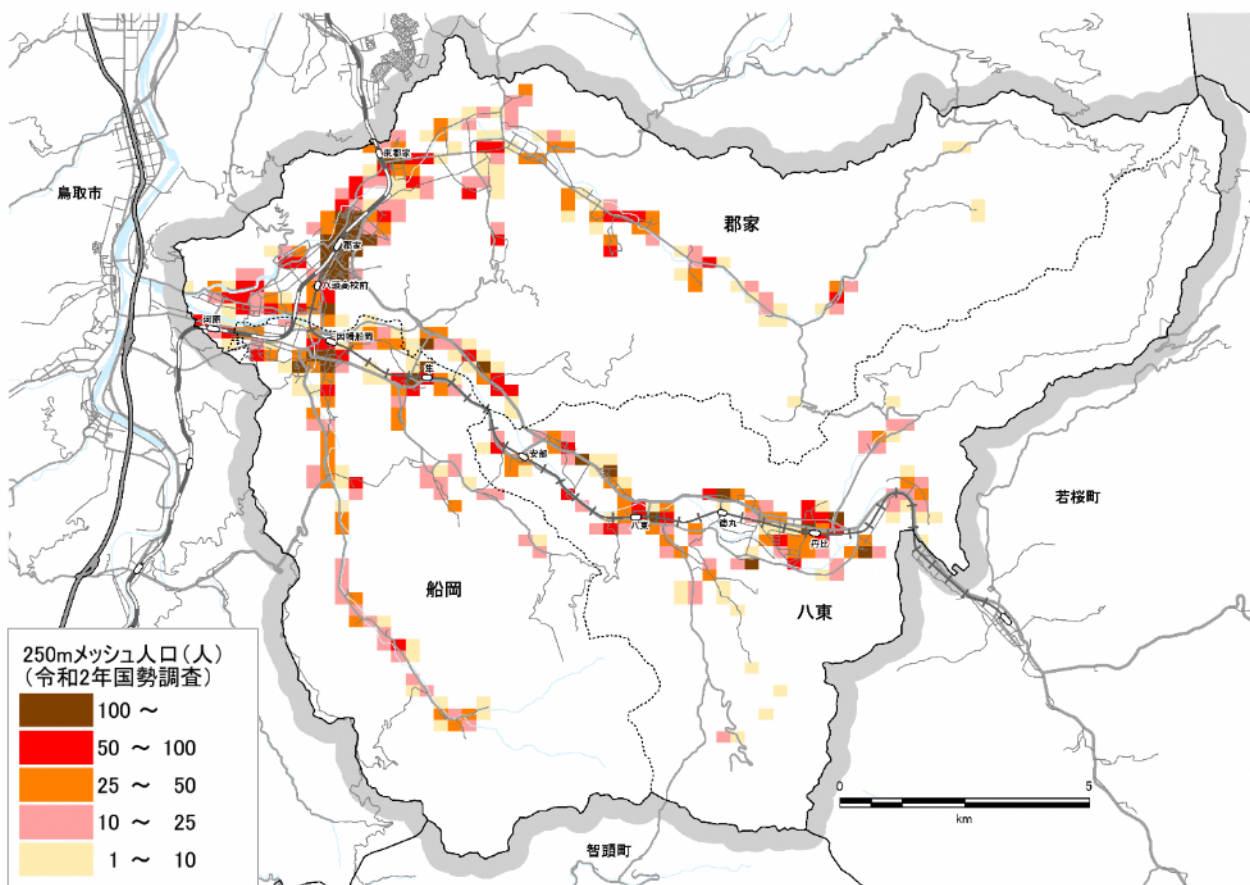 東郡家
鳥取市
郡家
郡家
八頭高校前
河原
因幡船岡
隼
安部
若桜町
八東
徳丸
丹比
船岡
八東
250mメッシュ人口(人)
(令和2年国勢調査)
100 ~
50 ~ 100
25 ~ 50
10 ~ 25
1 ~ 10
0 5
km
智頭町